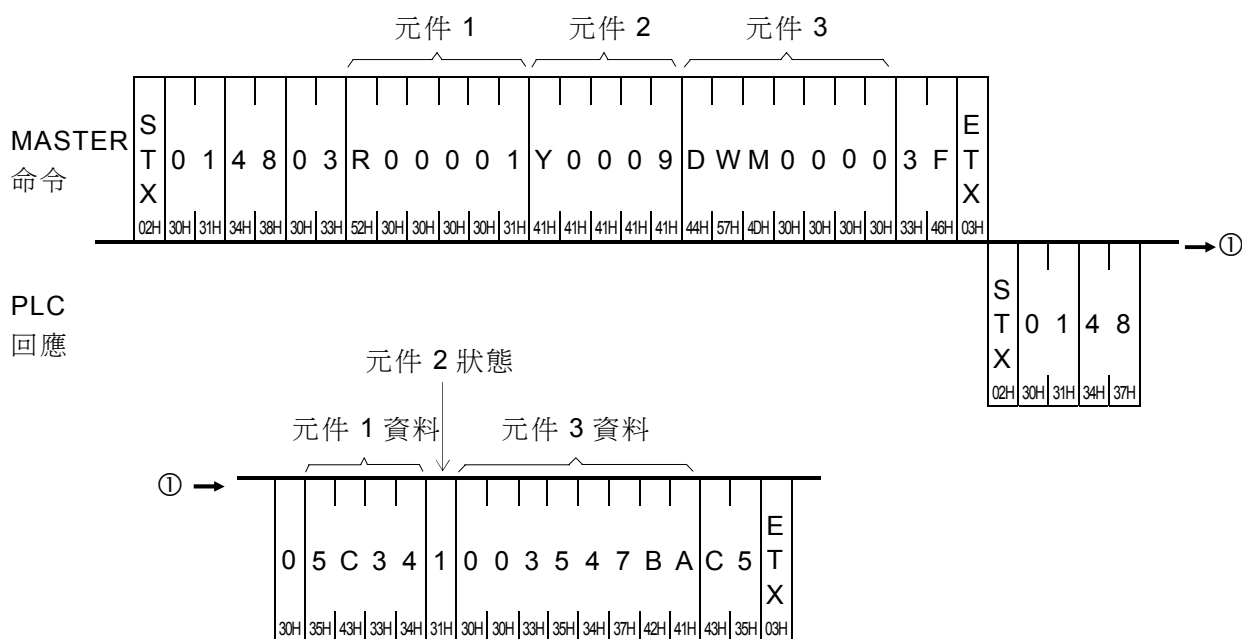 元件 1 元件 2 元件 3
MASTER 命令
STX 0 1 4 8 0 3 R 0 0 0 0 1 Y 0 0 0 9 D W M 0 0 0 0 3 F ETX
02H 30H 31H 34H 38H 30H 33H 52H 30H 30H 30H 30H 31H 41H 41H 41H 41H 41H 44H 57H 4DH 30H 30H 30H 30H 33H 46H 03H
①
PLC 回應
STX 0 1 4 8
02H 30H 31H 34H 37H
元件 2 狀態
元件 1 資料 元件 3 資料
①
0 5 C 3 4 1 0 0 3 5 4 7 B A C 5 ETX
30H 35H 43H 33H 34H 31H 30H 30H 33H 35H 34H 37H 42H 41H 43H 35H 03H